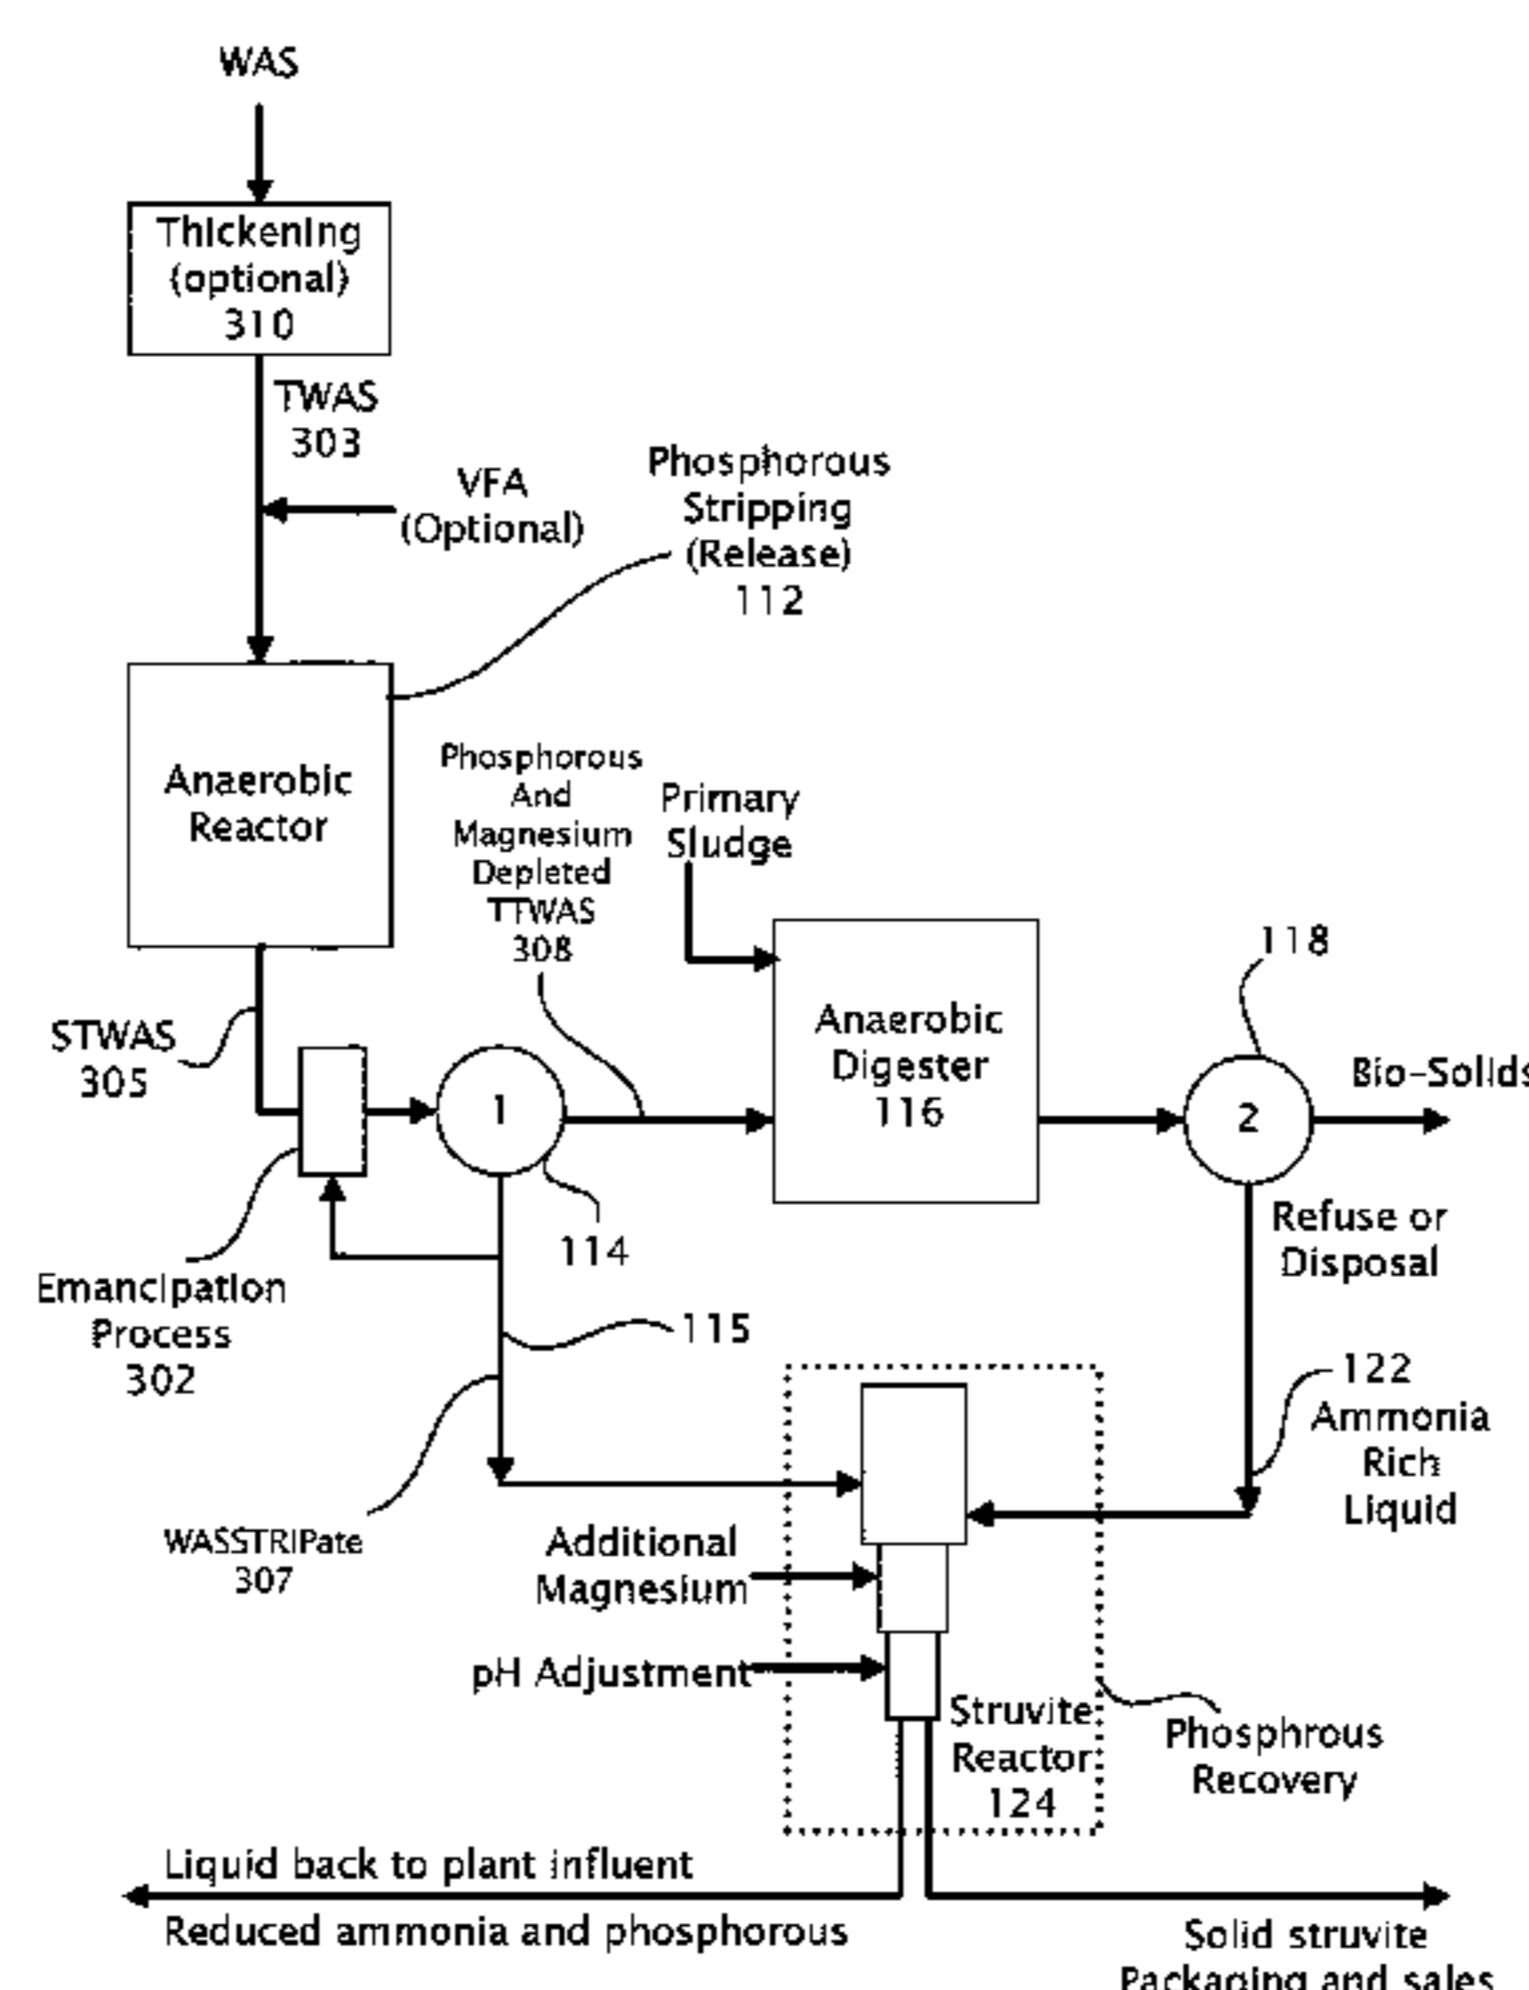 WAS
Thickening
(optional)
310
TWAS
303
VFA
(Optional)
Phosphorous
Stripping
(Release)
112
Anaerobic
Reactor
Phosphorous
And
Magnesium
Depleted
TTWAS
308
Primary
Sludge
Anaerobic
Digester
116
118
STWAS
305
1
2
Bio-Solids
114
Refuse or
Disposal
Emancipation
Process
302
115
122
Ammonia
Rich
Liquid
WASSTRIPate
307
Additional
Magnesium
pH Adjustment
Struvite
Reactor
124
Phosphrous
Recovery
Liquid back to plant influent
Reduced ammonia and phosphorous
Solid struvite
Packaging and sales